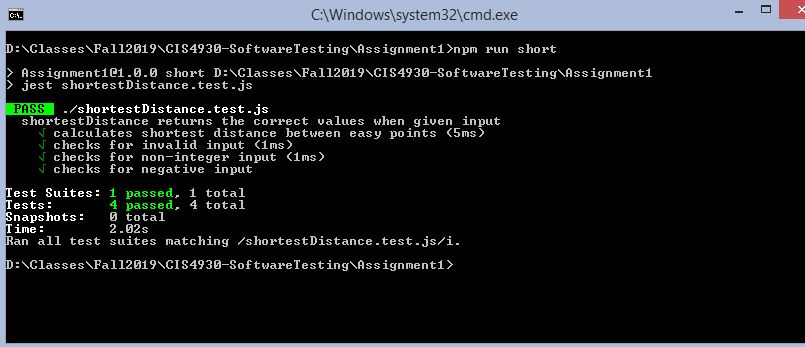 C:\Windows\system32\cmd.exe
D:\Classes\Fall2019\CIS4930-SoftwareTesting\Assignment1>npm run short
> Assignment1@1.0.0 short D:\Classes\Fall2019\CIS4930-SoftwareTesting\Assignment1
> jest shortestDistance.test.js
PASS ./shortestDistance.test.js
shortestDistance returns the correct values when given input
√ calculates shortest distance between easy points (5ms)
√ checks for invalid input (1ms)
√ checks for non-integer input (1ms)
√ checks for negative input
Test Suites: 1 passed, 1 total
Tests: 4 passed, 4 total
Snapshots: 0 total
Time: 2.02s
Ran all test suites matching /shortestDistance.test.js/i.
D:\Classes\Fall2019\CIS4930-SoftwareTesting\Assignment1>